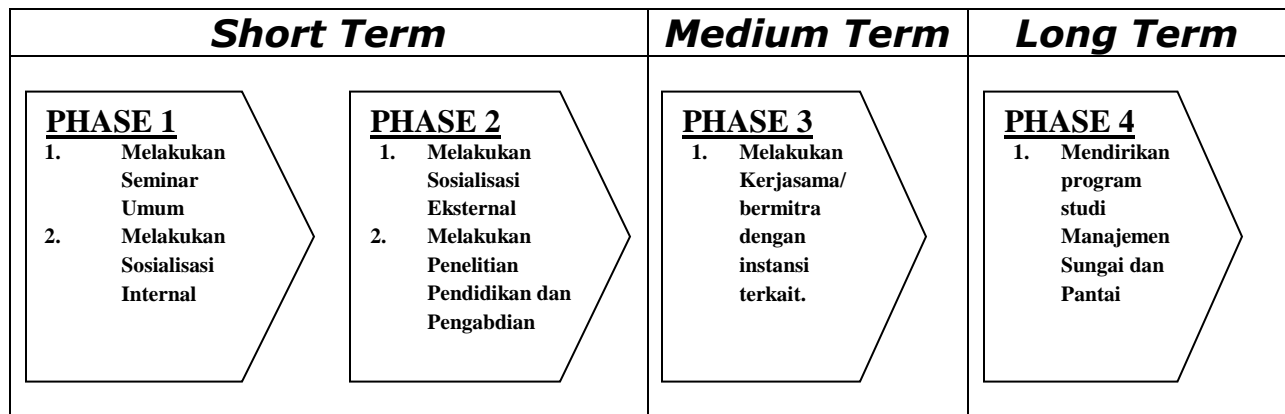 Short Term
Medium Term
Long Term
PHASE 1
1. Melakukan
Seminar
Umum
2. Melakukan
Sosialisasi
Internal
PHASE 2
1. Melakukan
Sosialisasi
Eksternal
2. Melakukan
Penelitian
Pendidikan dan
Pengabdian
PHASE 3
1. Melakukan
Kerjasama/
bermitra
dengan
instansi
terkait.
PHASE 4
1. Mendirikan
program
studi
Manajemen
Sungai dan
Pantai